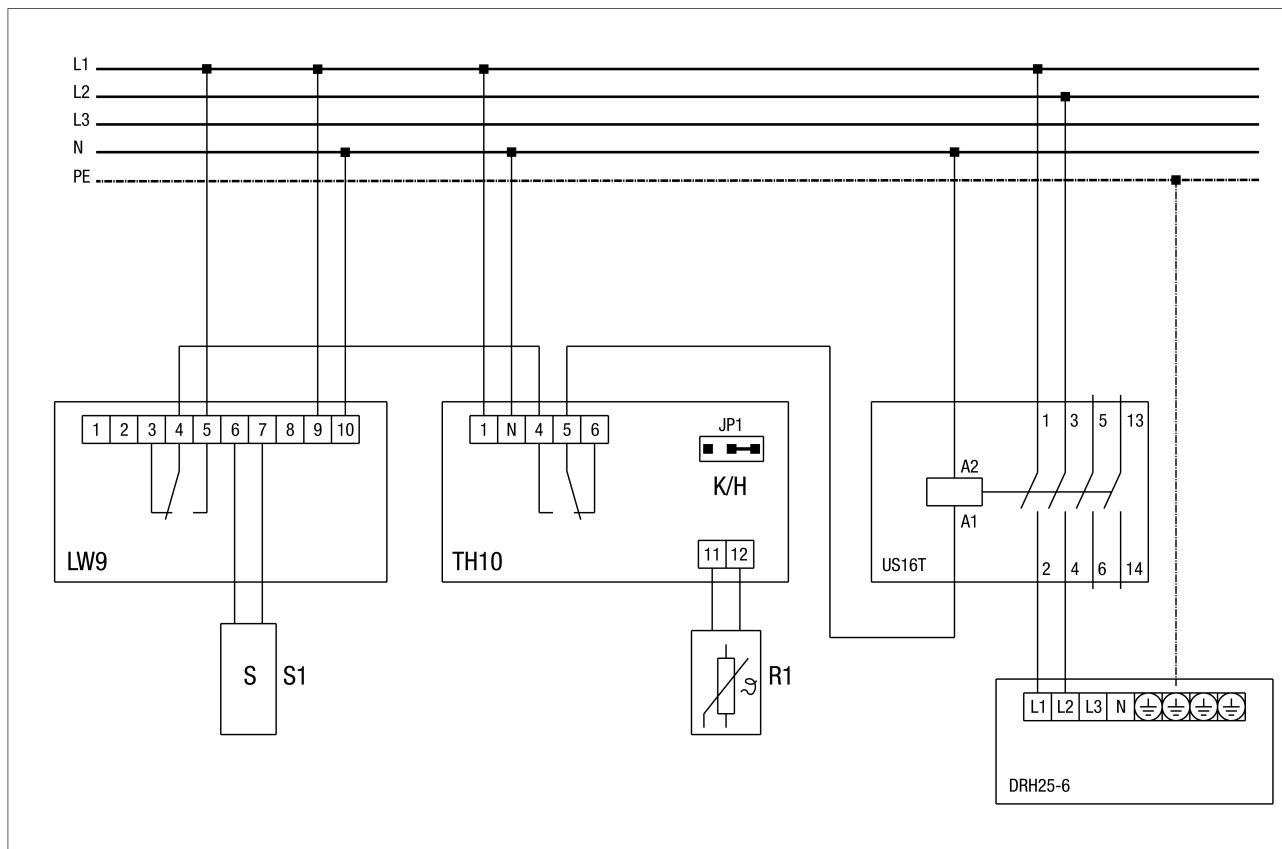 L1
L2
L3
N
PE
1 2 3 4 5 6 7 8 9 10
LW9
S
S1
1 N 4 5 6
JP1
K/H
TH10
11 12
R1
1 3 5 13
A2
A1
US16T
2 4 6 14
L1 L2 L3 N
DRH25-6